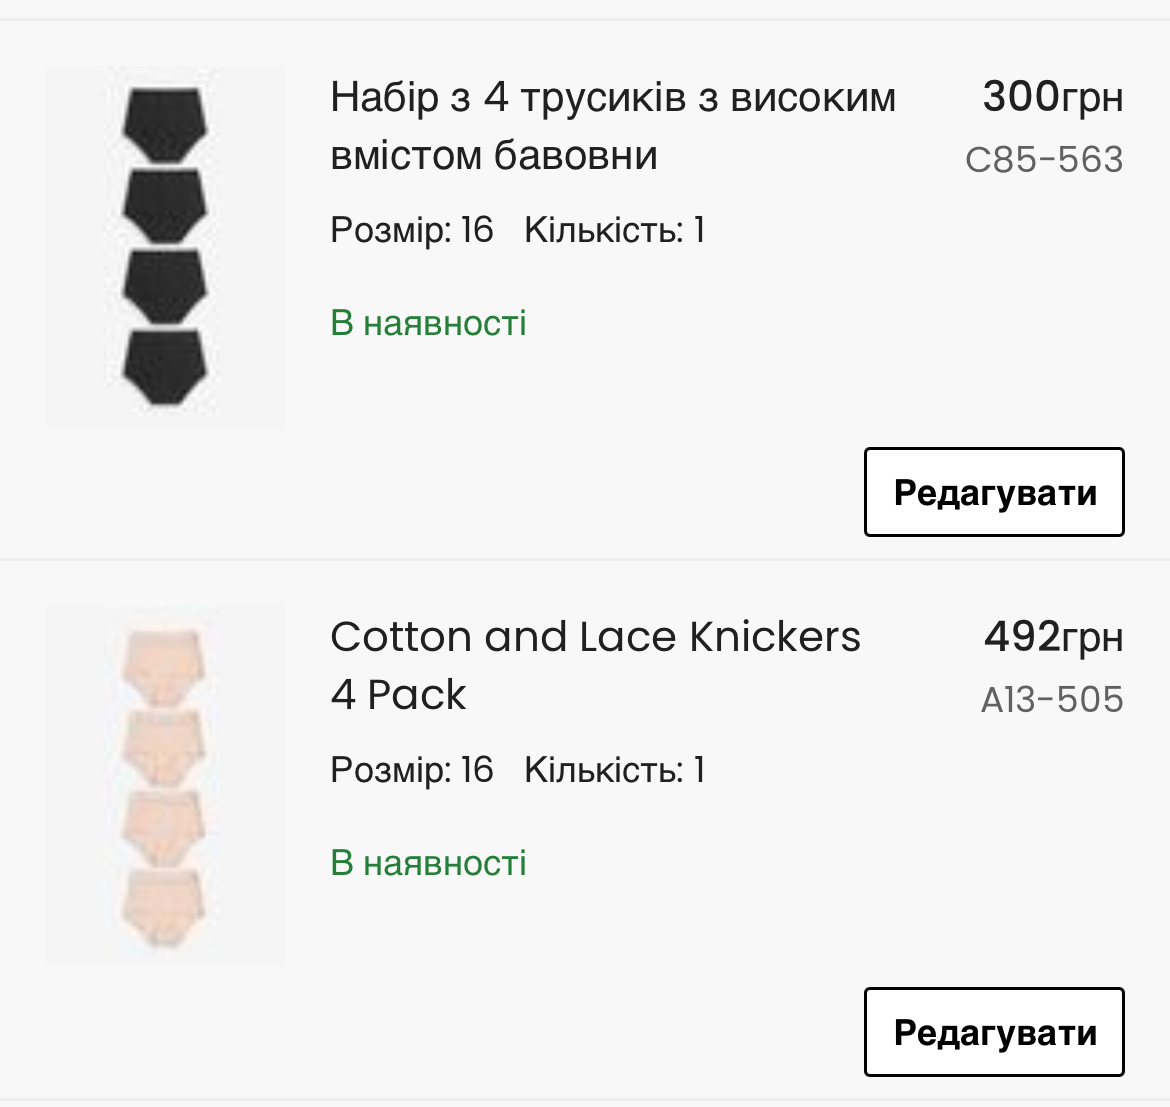 Набір з 4 трусиків з високим 300грн
вмістом бавовни C85-563
Розмір: 16 Кількість: 1
В наявності
Редагувати
Cotton and Lace Knickers 492грн
4 Pack A13-505
Розмір: 16 Кількість: 1
В наявності
Редагувати